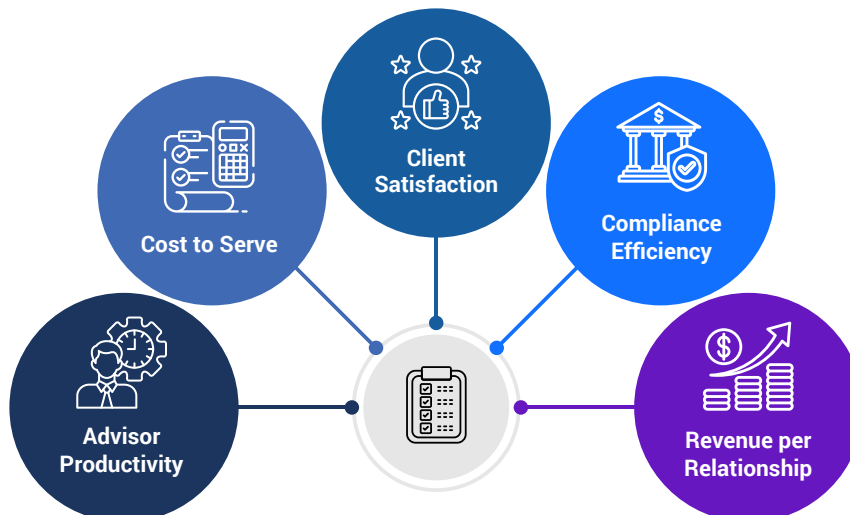 Client
Satisfaction
Cost to Serve
Compliance
Efficiency
Advisor
Productivity
$
$
Revenue per
Relationship